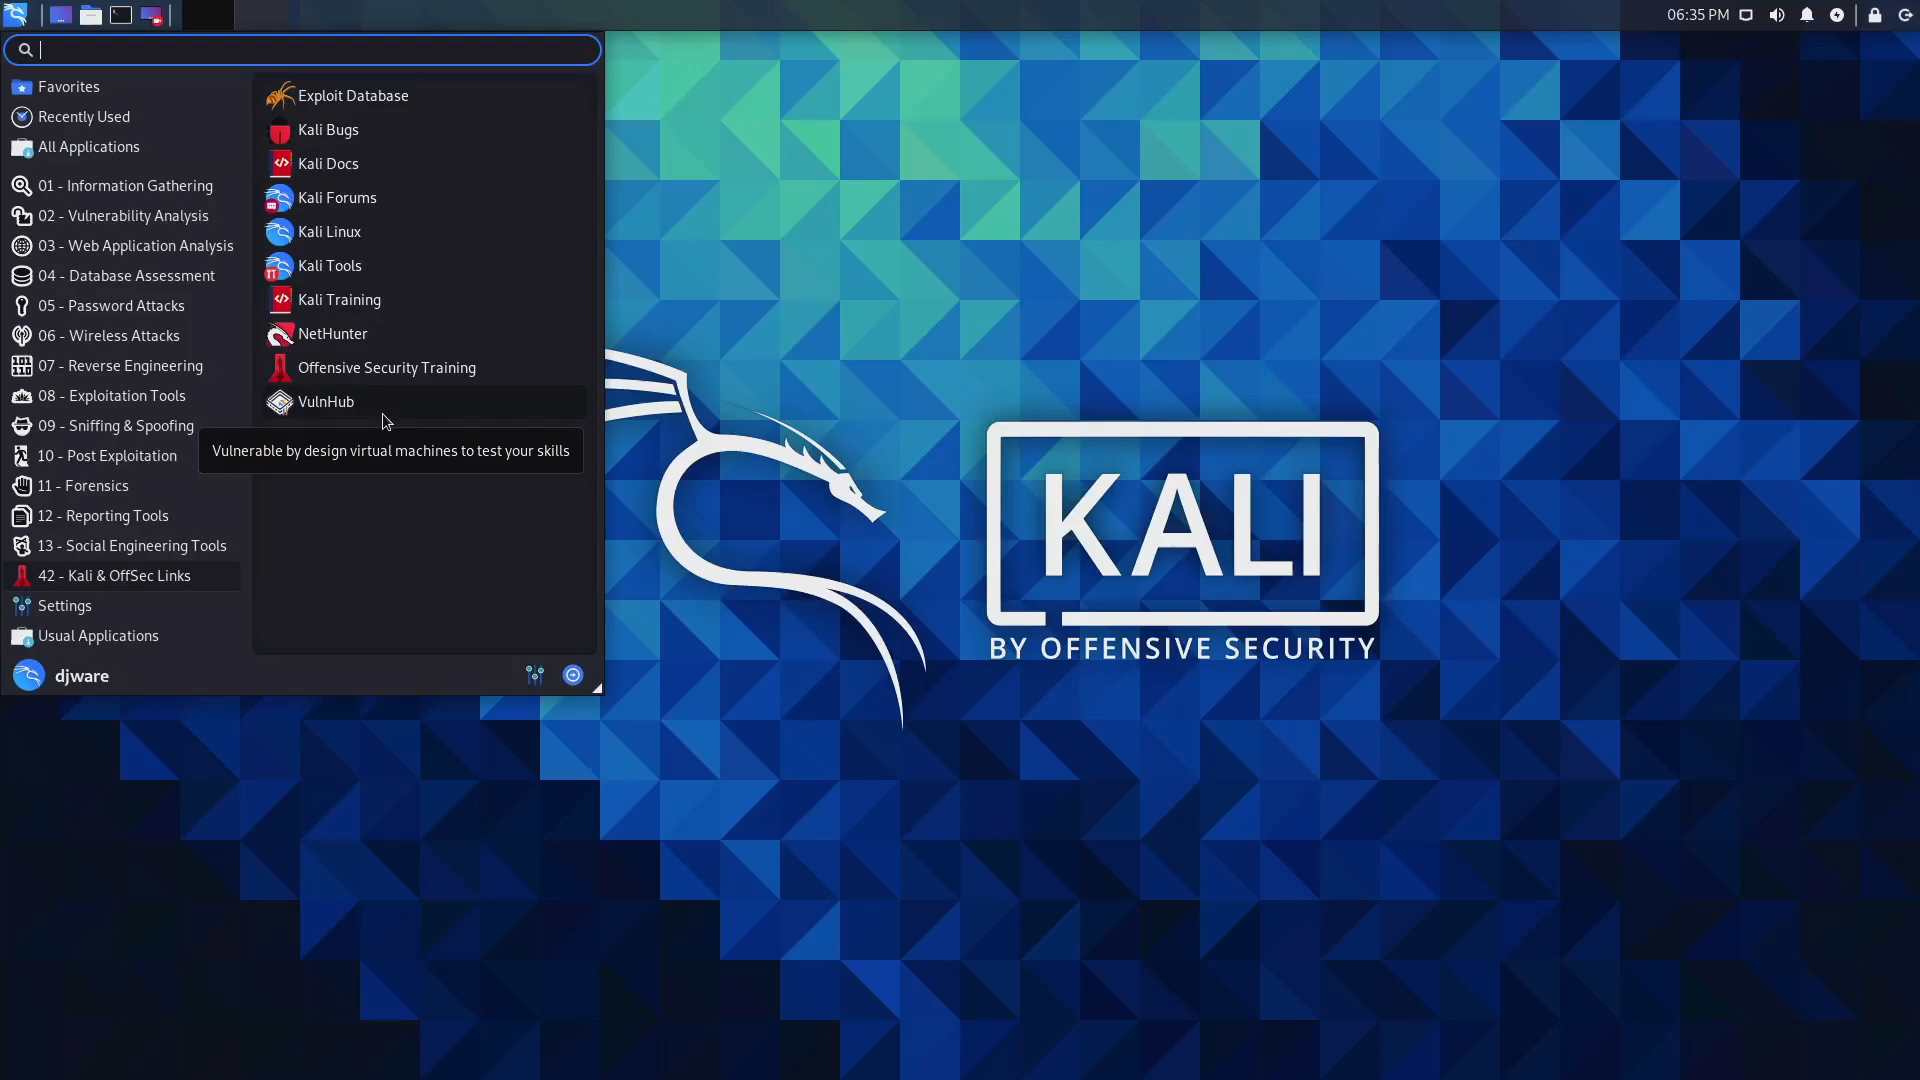 06:35 PM
Favorites
Recently Used
All Applications
01 - Information Gathering
02 - Vulnerability Analysis
03 - Web Application Analysis
04 - Database Assessment
05 - Password Attacks
06 - Wireless Attacks
07 - Reverse Engineering
08 - Exploitation Tools
09 - Sniffing & Spoofing
10 - Post Exploitation
11 - Forensics
12 - Reporting Tools
13 - Social Engineering Tools
42 - Kali & OffSec Links
Settings
Usual Applications
djware
Exploit Database
Kali Bugs
Kali Docs
Kali Forums
Kali Linux
Kali Tools
Kali Training
NetHunter
Offensive Security Training
VulnHub
Vulnerable by design virtual machines to test your skills
KALI
BY OFFENSIVE SECURITY